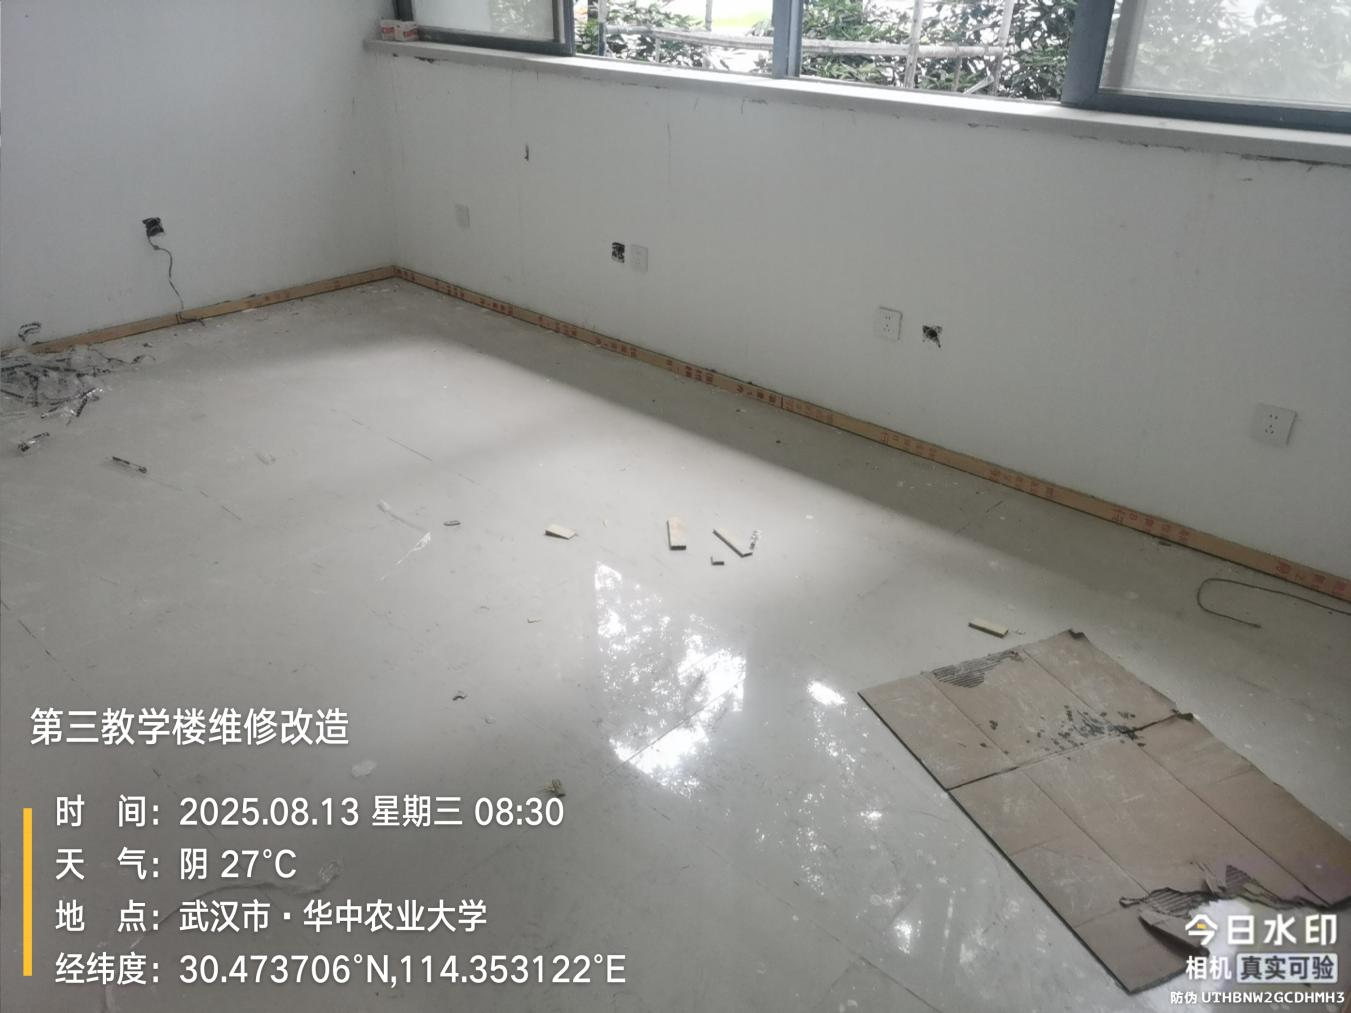 第三教学楼维修改造
时 间：2025.08.13 星期三 08:30
天 气：阴 27°C
地 点：武汉市·华中农业大学
经纬度：30.473706°N,114.353122°E
今日水印
相机 真实可验
防伪 UTHBNW2GCDHMH3